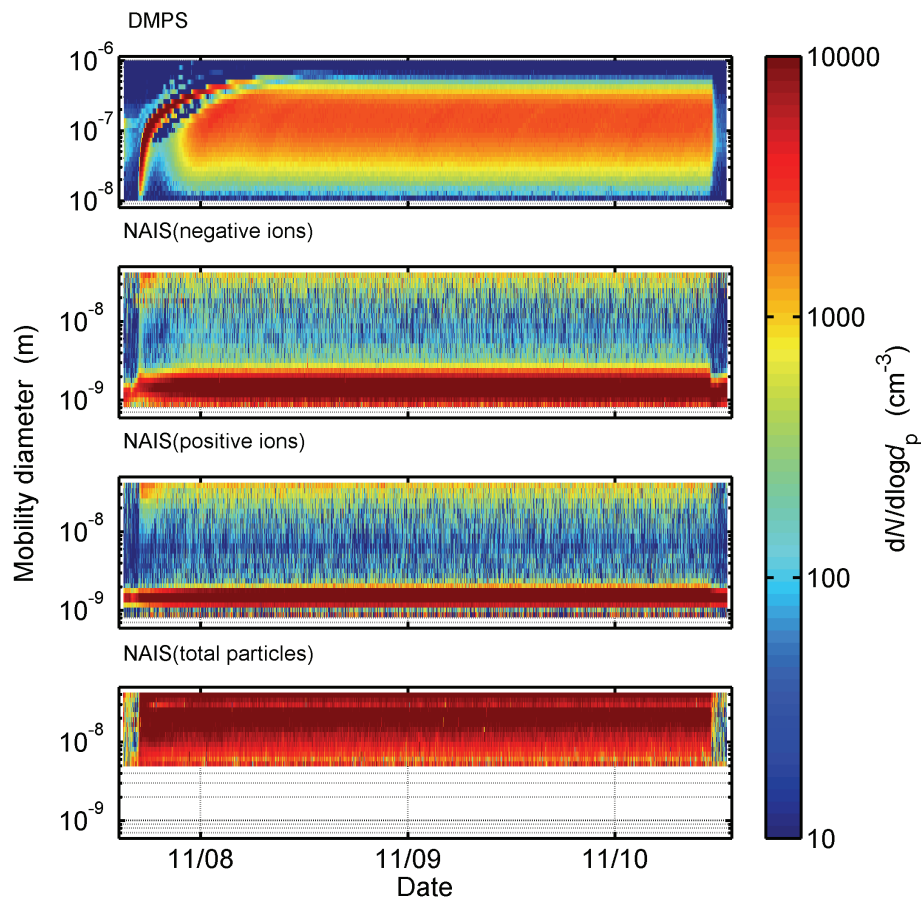 DMPS
10-6
10-7
10-8
NAIS(negative ions)
10-8
10-9
NAIS(positive ions)
10-8
10-9
NAIS(total particles)
10-8
10-9
11/08 11/09 11/10
Date
Mobility diameter (m)
10000
1000
100
10
dN/dlogdp (cm-3)